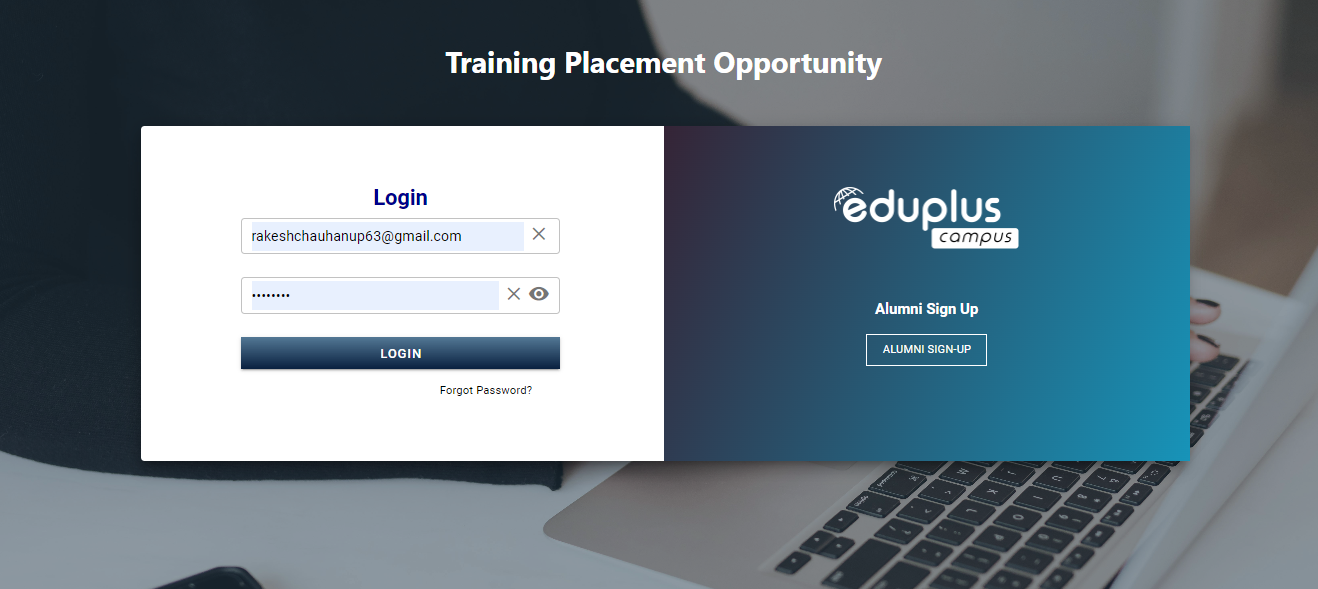 Training Placement Opportunity
Login
rakeshchauhanup63@gmail.com
••••••••
LOGIN
Forgot Password?
eduplus
campus
Alumni Sign Up
ALUMNI SIGN-UP